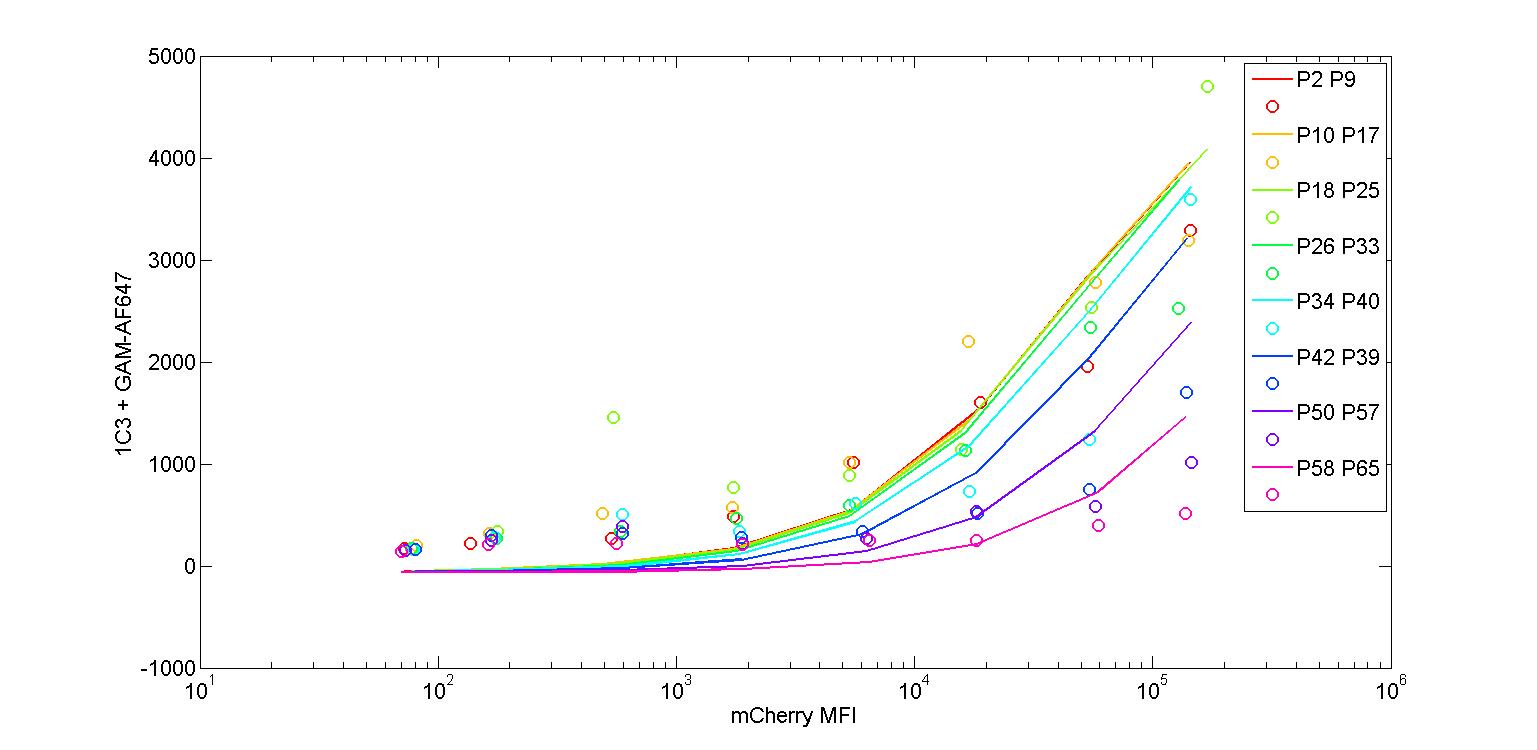 5000
4000
3000
2000
1000
0
-1000
1C3 + GAM-AF647
10^1
10^2
10^3
10^4
10^5
10^6
mCherry MFI
P2 P9
P10 P17
P18 P25
P26 P33
P34 P40
P42 P39
P50 P57
P58 P65